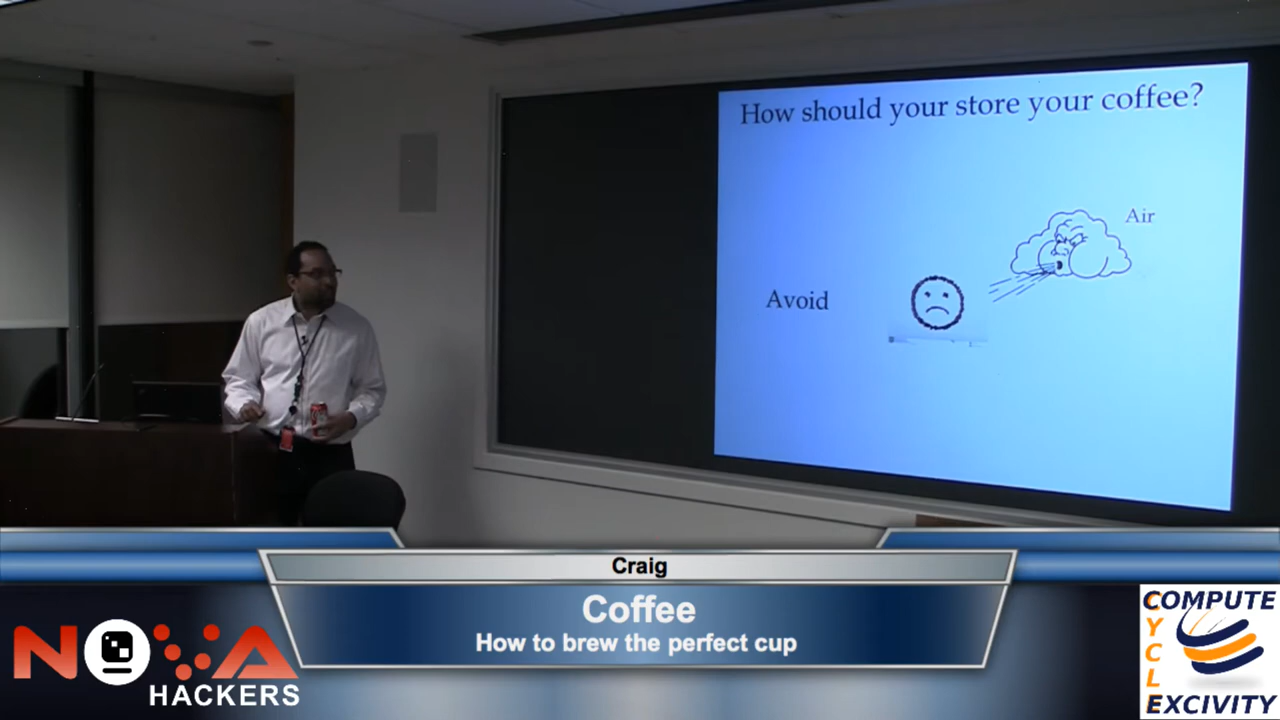 How should your store your coffee?
Air
Avoid
Craig
Coffee
How to brew the perfect cup
NOVA
HACKERS
COMPUTE
CYCLE
EXCIVITY